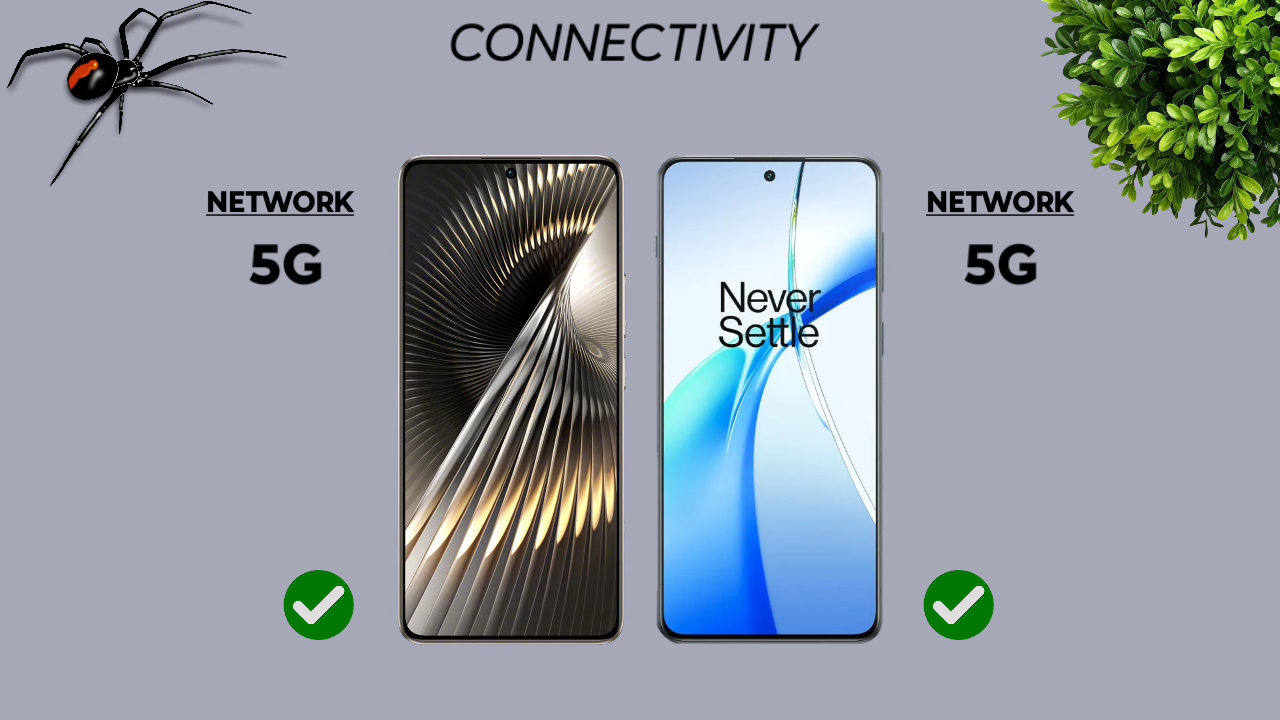 CONNECTIVITY
NETWORK
5G
Never
Settle
NETWORK
5G